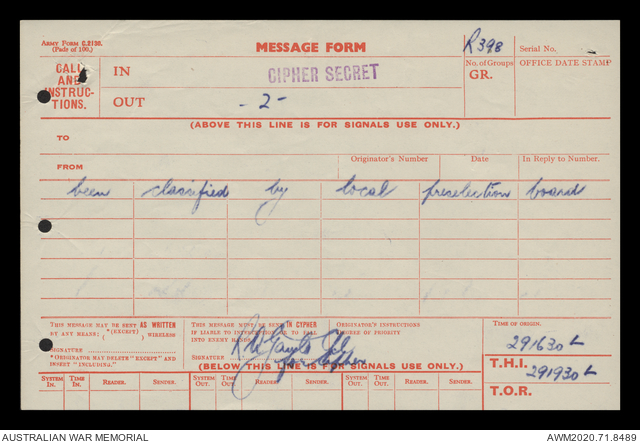 ARMY FORM C.2136.
(Pads of 100.)
MESSAGE FORM
R398
Serial No.
CALL
AND
INSTRUC-
TIONS.
IN
CIPHER SECRET
No. of Groups
GR.
OFFICE DATE STAMP
OUT
- 2 -
(ABOVE THIS LINE IS FOR SIGNALS USE ONLY.)
TO
FROM
Originator's Number
Date
In Reply to Number.
been classified by local preselection board
THIS MESSAGE MAY BE SENT AS WRITTEN
BY ANY MEANS: (EXCEPT) WIRELESS
SIGNATURE
"ORIGINATOR MAY DELETE "EXCEPT" AND
INSERT "INCLUDING."
THIS MESSAGE MUST BE SENT IN CIPHER
IF LIABLE TO INTERCEPTION OR TO FALL
INTO ENEMY HANDS.
SIGNATURE
ORIGINATOR'S INSTRUCTIONS
DEGREE OF PRIORITY
TIME OF ORIGIN.
291630 L
(BELOW THIS LINE IS FOR SIGNALS USE ONLY.)
T.H.I.
291930 L
SYSTEM IN. TIME IN. READER. SENDER. SYSTEM OUT. TIME OUT. READER. SENDER. SYSTEM OUT. TIME OUT. READER. SENDER.
T.O.R.
AUSTRALIAN WAR MEMORIAL
AWM2020.71.8489